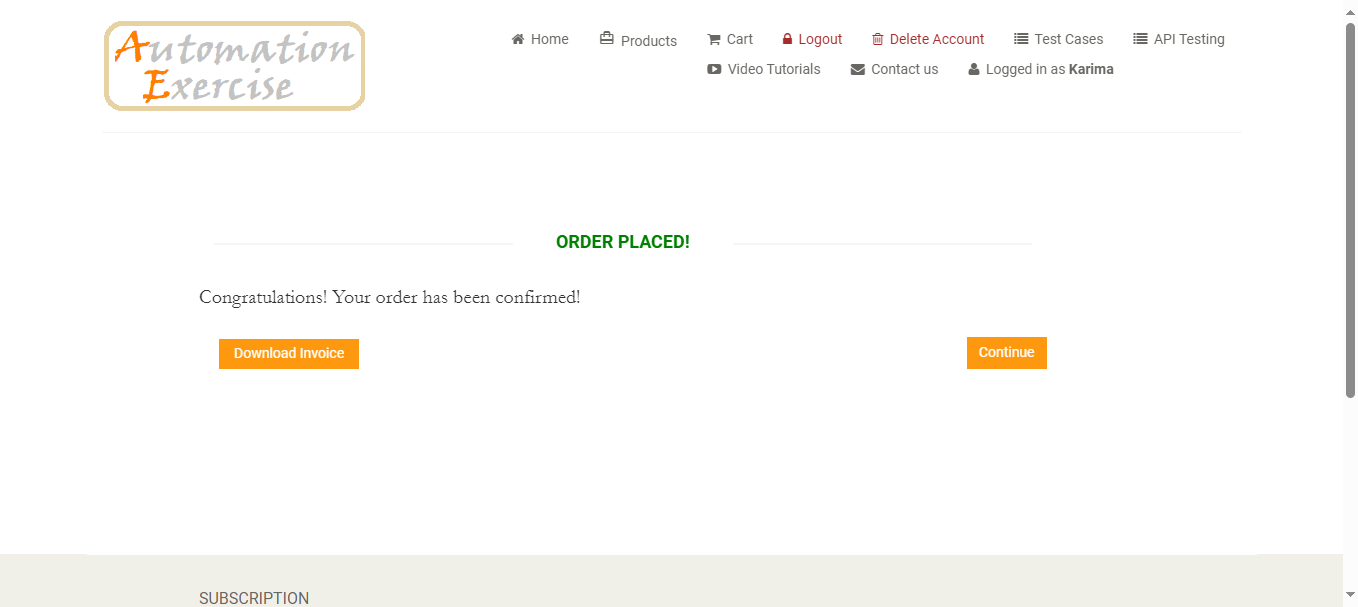 Automation
Exercise
Home Products Cart Logout Delete Account Test Cases API Testing
Video Tutorials Contact us Logged in as Karima
ORDER PLACED!
Congratulations! Your order has been confirmed!
Download Invoice Continue
SUBSCRIPTION